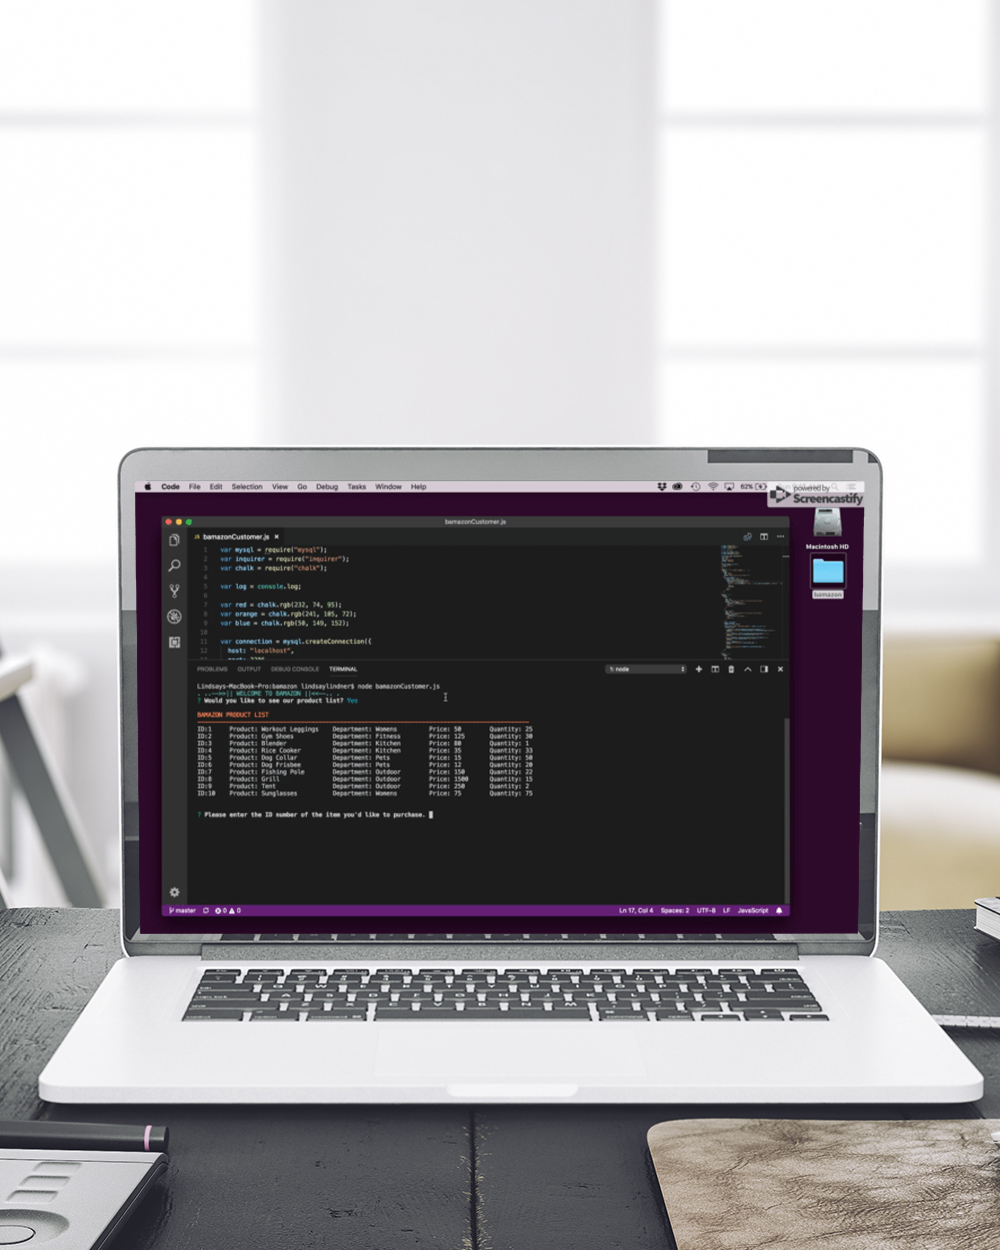 Code File Edit Selection View Go Debug Tasks Window Help 62%
powered by
Screencastify
bamazonCustomer.js
JS bamazonCustomer.js
Macintosh HD
bamazon
1 var mysql = require("mysql");
2 var inquirer = require("inquirer");
3 var chalk = require("chalk");
4
5 var log = console.log;
6
7 var red = chalk.rgb(232, 74, 95);
8 var orange = chalk.rgb(241, 105, 72);
9 var blue = chalk.rgb(50, 149, 152);
10
11 var connection = mysql.createConnection({
12 host: "localhost",
PROBLEMS OUTPUT DEBUG CONSOLE TERMINAL 1: node
Lindsays-MacBook-Pro:bamazon lindsaylindner$ node bamazonCustomer.js
WELCOME TO BAMAZON
? Would you like to see our product list? Yes
BAMAZON PRODUCT LIST
ID:1 Product: Workout Leggings Department: Womens Price: 50 Quantity: 25
ID:2 Product: Gym Shoes Department: Fitness Price: 125 Quantity: 30
ID:3 Product: Blender Department: Kitchen Price: 80 Quantity: 1
ID:4 Product: Rice Cooker Department: Kitchen Price: 35 Quantity: 33
ID:5 Product: Dog Collar Department: Pets Price: 15 Quantity: 50
ID:6 Product: Dog Frisbee Department: Pets Price: 12 Quantity: 20
ID:7 Product: Fishing Pole Department: Outdoor Price: 150 Quantity: 22
ID:8 Product: Grill Department: Outdoor Price: 1500 Quantity: 15
ID:9 Product: Tent Department: Outdoor Price: 250 Quantity: 2
ID:10 Product: Sunglasses Department: Womens Price: 75 Quantity: 75
? Please enter the ID number of the item you'd like to purchase.
master 0 0 Ln 17, Col 4 Spaces: 2 UTF-8 LF JavaScript